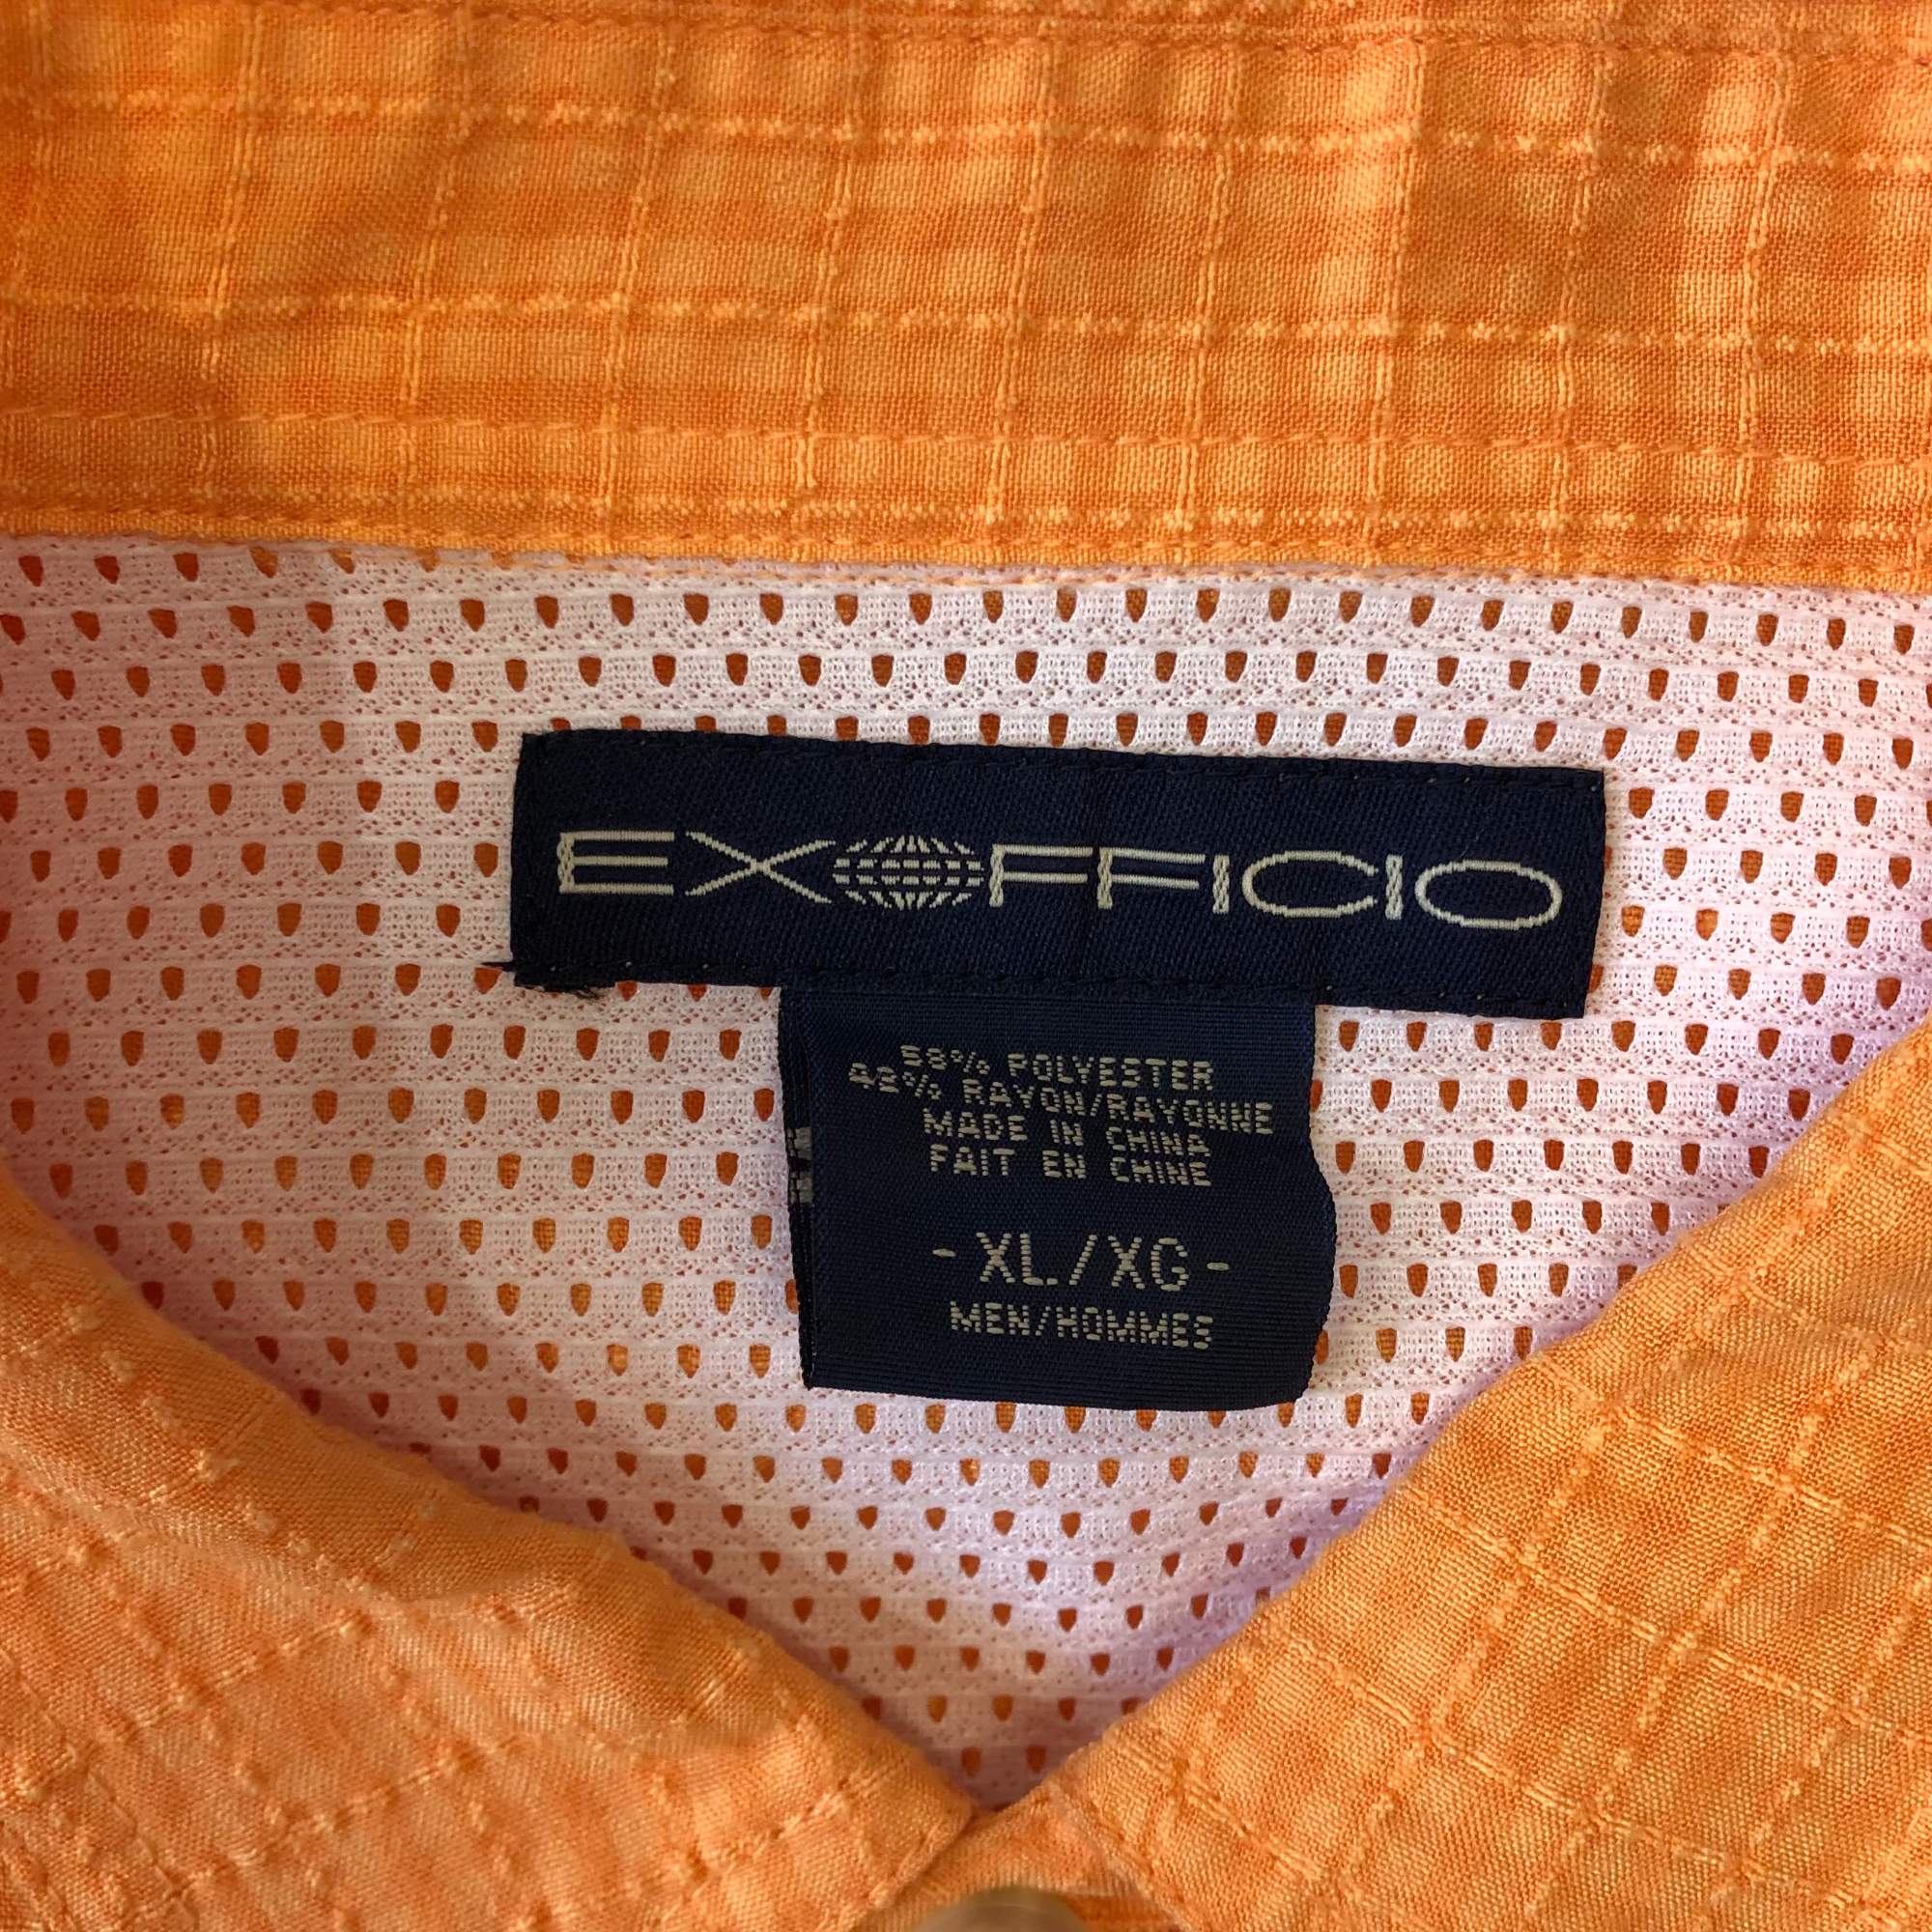 EXOFFICIO
58% POLYESTER
42% RAYON/RAYONNE
MADE IN CHINA
FAIT EN CHINE
- XL/XG -
MEN/HOMMES